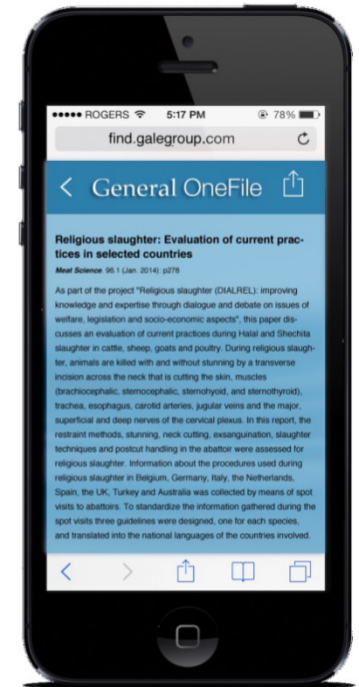 ROGERS 5:17 PM 78%
find.galegroup.com
General OneFile
Religious slaughter: Evaluation of current prac-
tices in selected countries
Meat Science 96.1 (Jan. 2014): p278
As part of the project "Religious slaughter (DIALREL): improving
knowledge and expertise through dialogue and debate on issues of
welfare, legislation and socio-economic aspects", this paper dis-
cusses an evaluation of current practices during Halal and Shechita
slaughter in cattle, sheep, goats and poultry. During religious slaugh-
ter, animals are killed with and without stunning by a transverse
incision across the neck that is cutting the skin, muscles
(brachiocephalic, sternocephalic, sternohyoid, and sternothyroid),
trachea, esophagus, carotid arteries, jugular veins and the major,
superficial and deep nerves of the cervical plexus. In this report, the
restraint methods, stunning, neck cutting, exsanguination, slaughter
techniques and postcut handling in the abattoir were assessed for
religious slaughter. Information about the procedures used during
religious slaughter in Belgium, Germany, Italy, the Netherlands,
Spain, the UK, Turkey and Australia was collected by means of spot
visits to abattoirs. To standardize the information gathered during the
spot visits three guidelines were designed, one for each species,
and translated into the national languages of the countries involved.